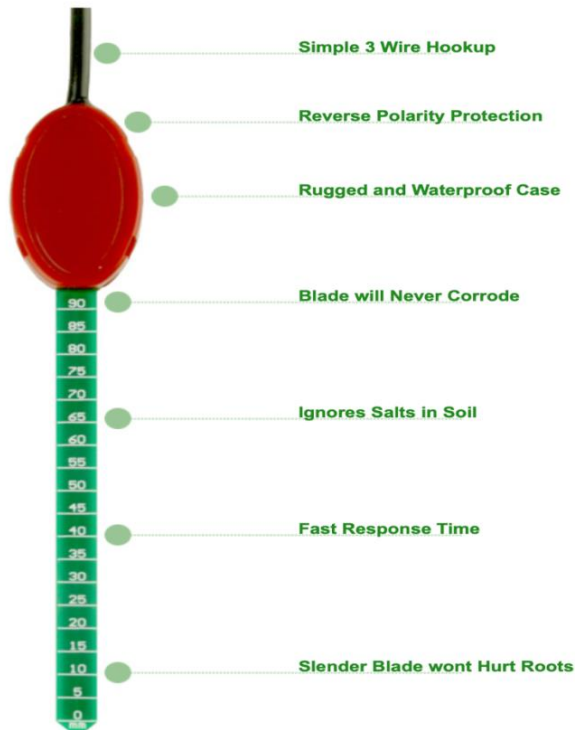 Simple 3 Wire Hookup
Reverse Polarity Protection
Rugged and Waterproof Case
Blade will Never Corrode
90
85
80
75
70
Ignores Salts in Soil
65
60
55
50
45
Fast Response Time
40
35
30
25
20
15
Slender Blade wont Hurt Roots
10
5
0
mm